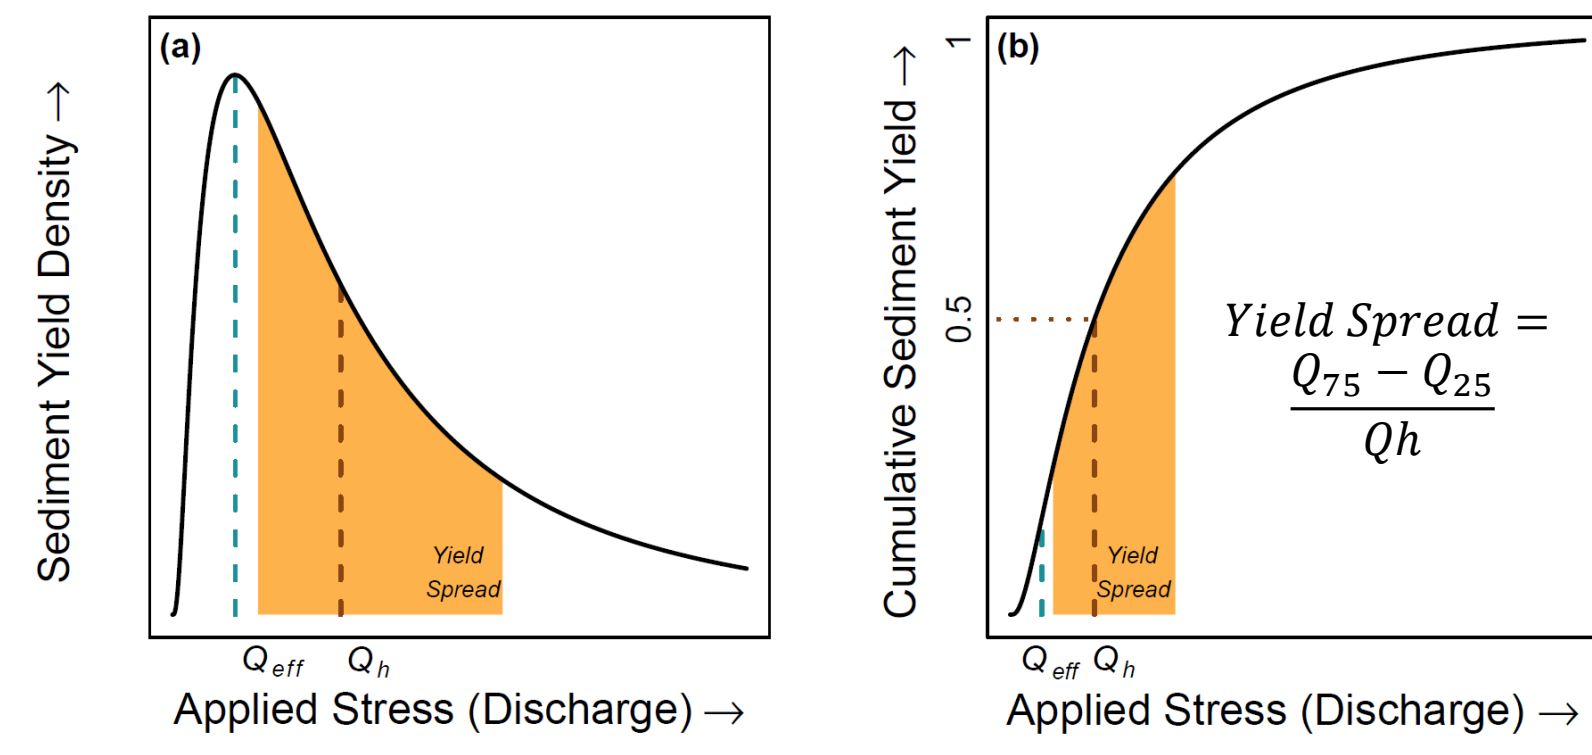 (a)
Sediment Yield Density →
Yield
Spread
Q eff
Q h
Applied Stress (Discharge) →
(b)
Cumulative Sediment Yield →
1
0.5
Yield Spread =
Q75 − Q25
Qh
Yield
Spread
Q eff
Q h
Applied Stress (Discharge) →